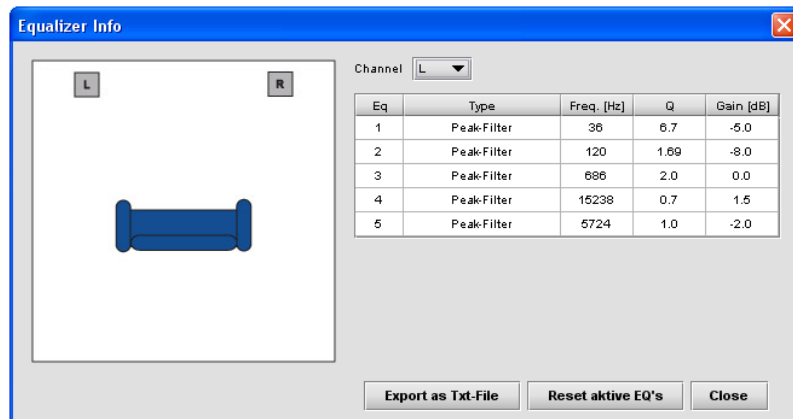 Equalizer Info
L R
Channel L
Eq Type Freq. [Hz] Q Gain [dB]
1 Peak-Filter 36 6.7 -5.0
2 Peak-Filter 120 1.69 -8.0
3 Peak-Filter 686 2.0 0.0
4 Peak-Filter 15238 0.7 1.5
5 Peak-Filter 5724 1.0 -2.0
Export as Txt-File Reset aktive EQ's Close